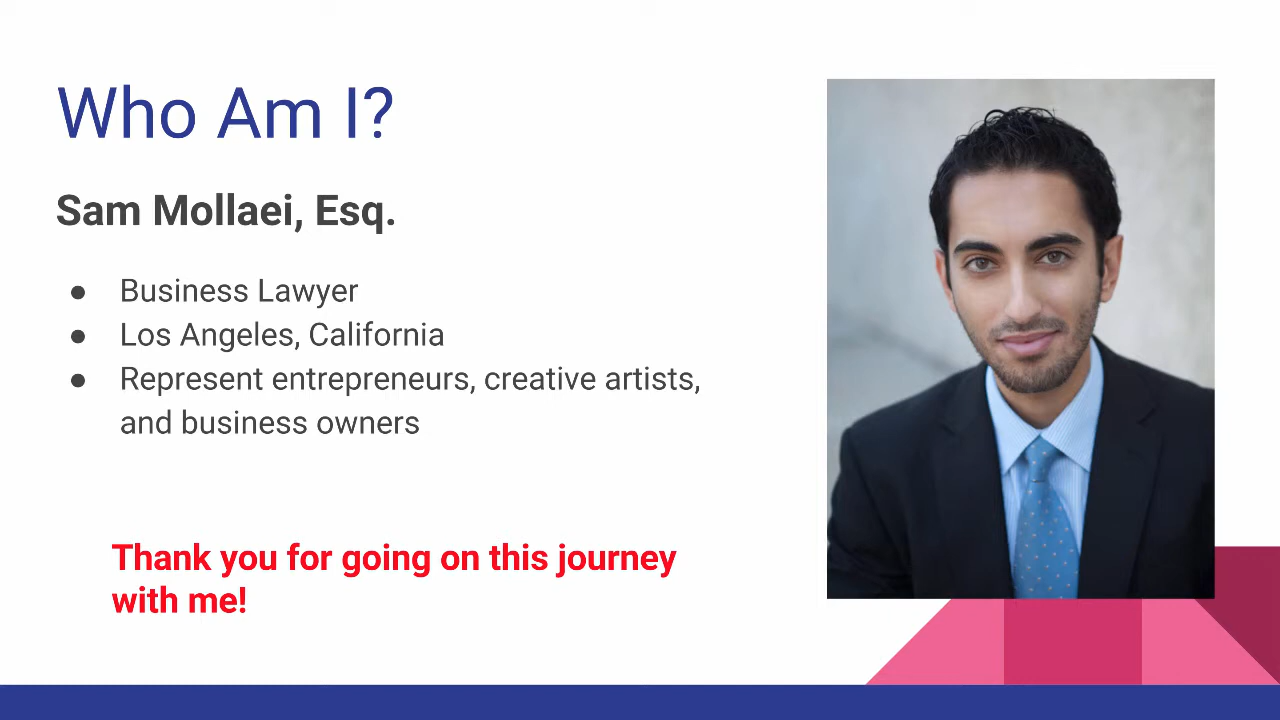 Who Am I?
Sam Mollaei, Esq.
● Business Lawyer
● Los Angeles, California
● Represent entrepreneurs, creative artists,
and business owners
Thank you for going on this journey
with me!